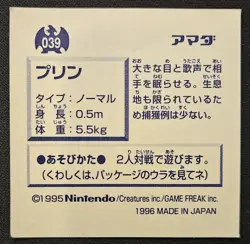 039
アマダ
プリン
タイプ：ノーマル
身長：0.5m
体重：5.5kg
大きな目と歌声で相
手を眠らせる。生息
地も限られているた
め捕獲例は少ない。
●あそびかた● 2人対戦で遊びます。
(くわしくは、パッケージのウラを見てネ)
©1995 Nintendo/Creatures inc./GAME FREAK inc.
1996 MADE IN JAPAN